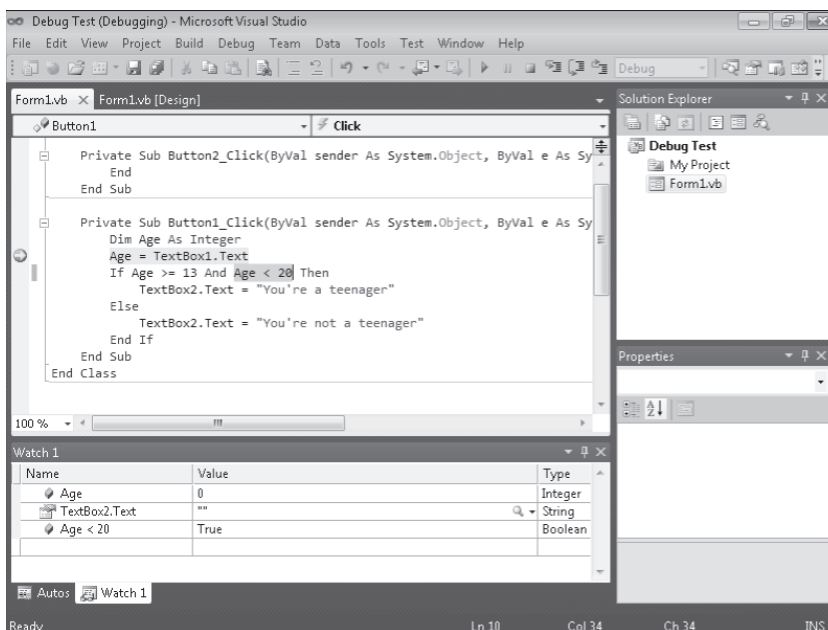 Debug Test (Debugging) - Microsoft Visual Studio
File Edit View Project Build Debug Team Data Tools Test Window Help
Debug
Form1.vb Form1.vb [Design]
Button1 Click
Private Sub Button2_Click(ByVal sender As System.Object, ByVal e As Sy
End
End Sub
Private Sub Button1_Click(ByVal sender As System.Object, ByVal e As Sy
Dim Age As Integer
Age = TextBox1.Text
If Age >= 13 And Age < 20 Then
TextBox2.Text = "You're a teenager"
Else
TextBox2.Text = "You're not a teenager"
End If
End Sub
End Class
100 %
Solution Explorer
Debug Test
My Project
Form1.vb
Properties
Watch 1
Name Value Type
Age 0 Integer
TextBox2.Text "" String
Age < 20 True Boolean
Autos Watch 1
Ready Ln 10 Col 34 Ch 34 INS